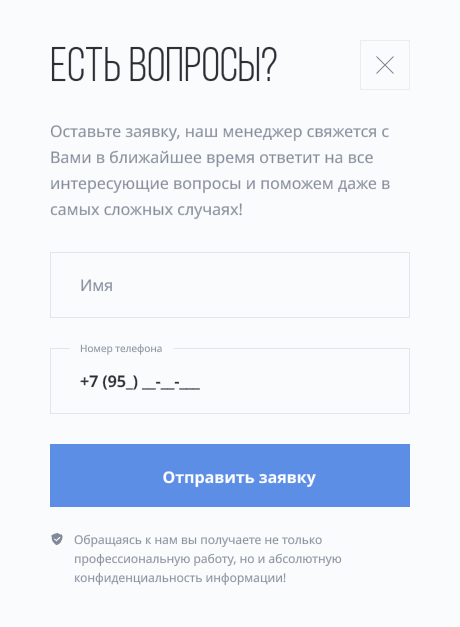 ЕСТЬ ВОПРОСЫ?
Оставьте заявку, наш менеджер свяжется с
Вами в ближайшее время ответит на все
интересующие вопросы и поможем даже в
самых сложных случаях!
Имя
Номер телефона
+7 (95_) __-__-___
Отправить заявку
Обращаясь к нам вы получаете не только
профессиональную работу, но и абсолютную
конфиденциальность информации!